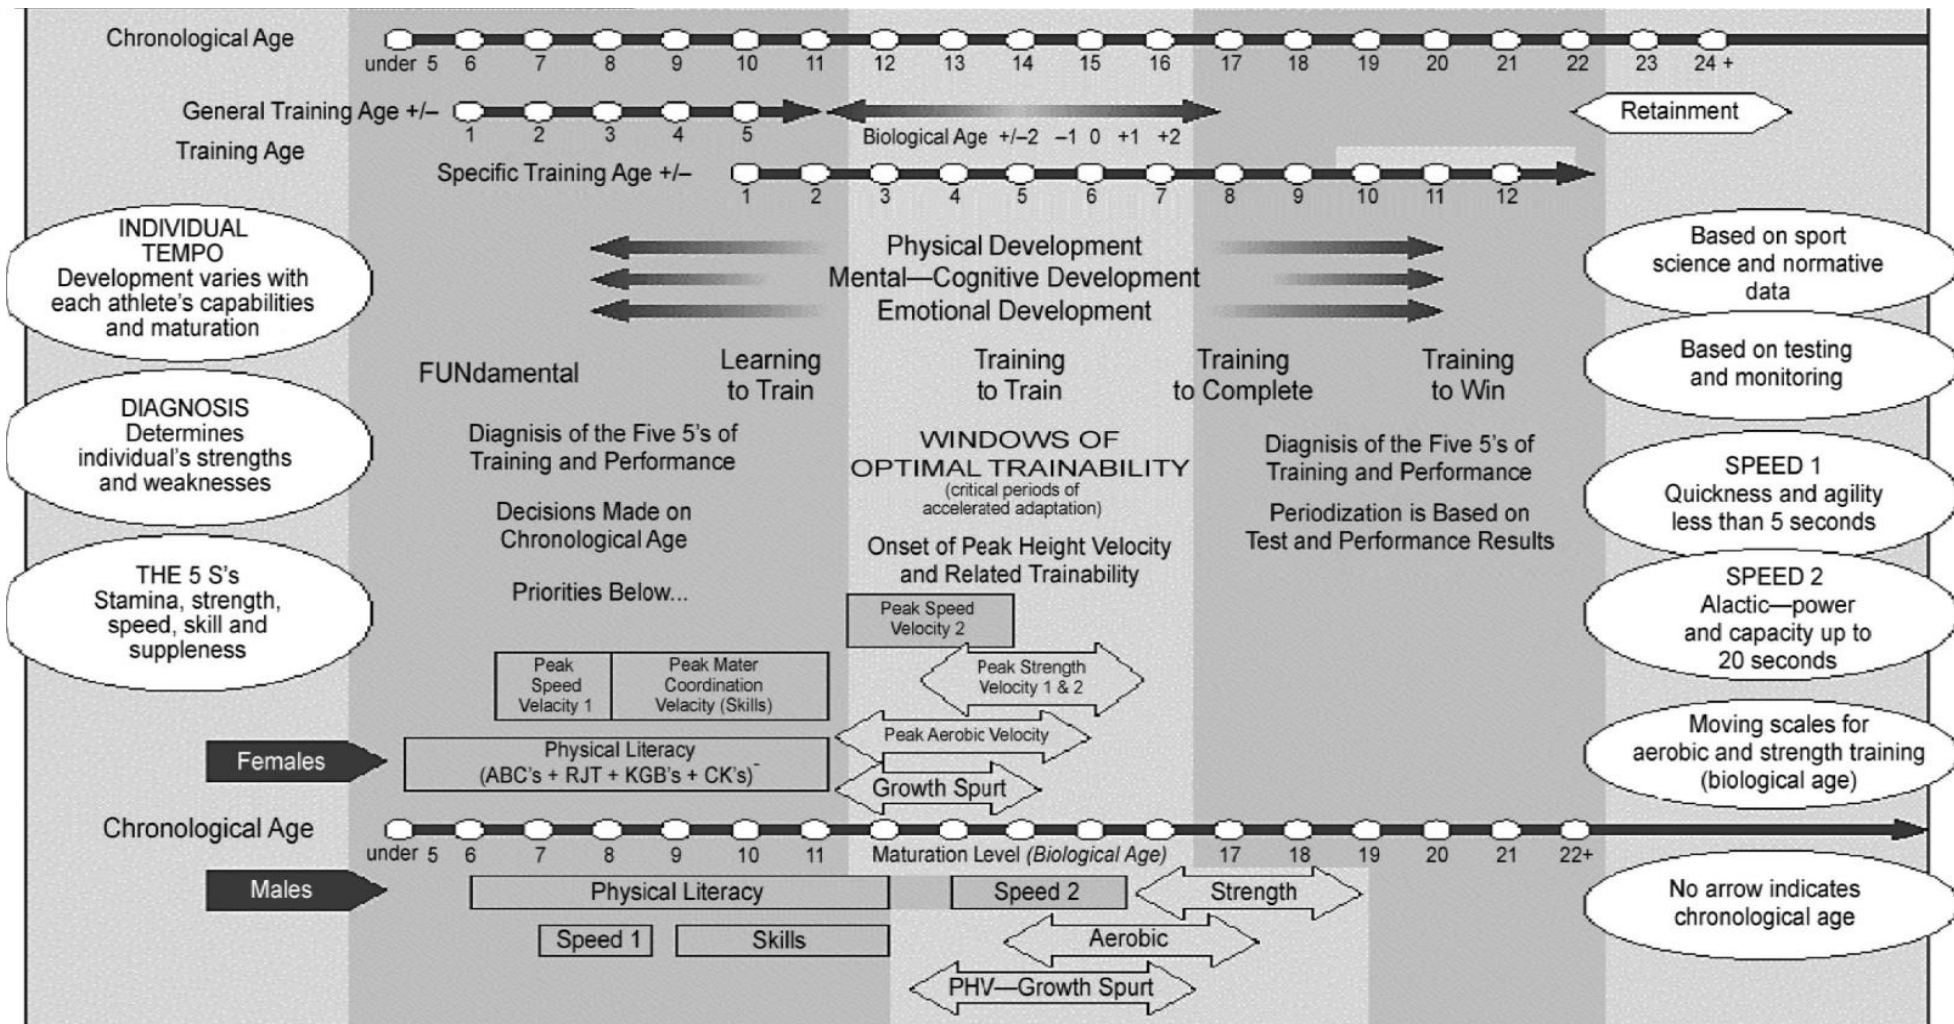 Chronological Age
under 5 6 7 8 9 10 11 12 13 14 15 16 17 18 19 20 21 22 23 24 +
General Training Age +/–
1 2 3 4 5
Biological Age +/–2 –1 0 +1 +2
Retainment
Training Age
Specific Training Age +/–
1 2 3 4 5 6 7 8 9 10 11 12
INDIVIDUAL
TEMPO
Development varies with
each athlete's capabilities
and maturation
DIAGNOSIS
Determines
individual's strengths
and weaknesses
THE 5 S's
Stamina, strength,
speed, skill and
suppleness
Physical Development
Mental—Cognitive Development
Emotional Development
FUNdamental
Learning
to Train
Training
to Train
Training
to Complete
Training
to Win
Diagnisis of the Five 5's of
Training and Performance
Decisions Made on
Chronological Age
Priorities Below...
WINDOWS OF
OPTIMAL TRAINABILITY
(critical periods of
accelerated adaptation)
Onset of Peak Height Velocity
and Related Trainability
Diagnisis of the Five 5's of
Training and Performance
Periodization is Based on
Test and Performance Results
Based on sport
science and normative
data
Based on testing
and monitoring
SPEED 1
Quickness and agility
less than 5 seconds
SPEED 2
Alactic—power
and capacity up to
20 seconds
Moving scales for
aerobic and strength training
(biological age)
No arrow indicates
chronological age
Peak Speed
Velocity 2
Peak
Speed
Velacity 1
Peak Mater
Coordination
Velacity (Skills)
Peak Strength
Velocity 1 & 2
Peak Aerobic Velocity
Females
Physical Literacy
(ABC's + RJT + KGB's + CK's)-
Growth Spurt
Chronological Age
under 5 6 7 8 9 10 11 Maturation Level (Biological Age) 17 18 19 20 21 22+
Males
Physical Literacy
Speed 2
Strength
Speed 1
Skills
Aerobic
PHV—Growth Spurt